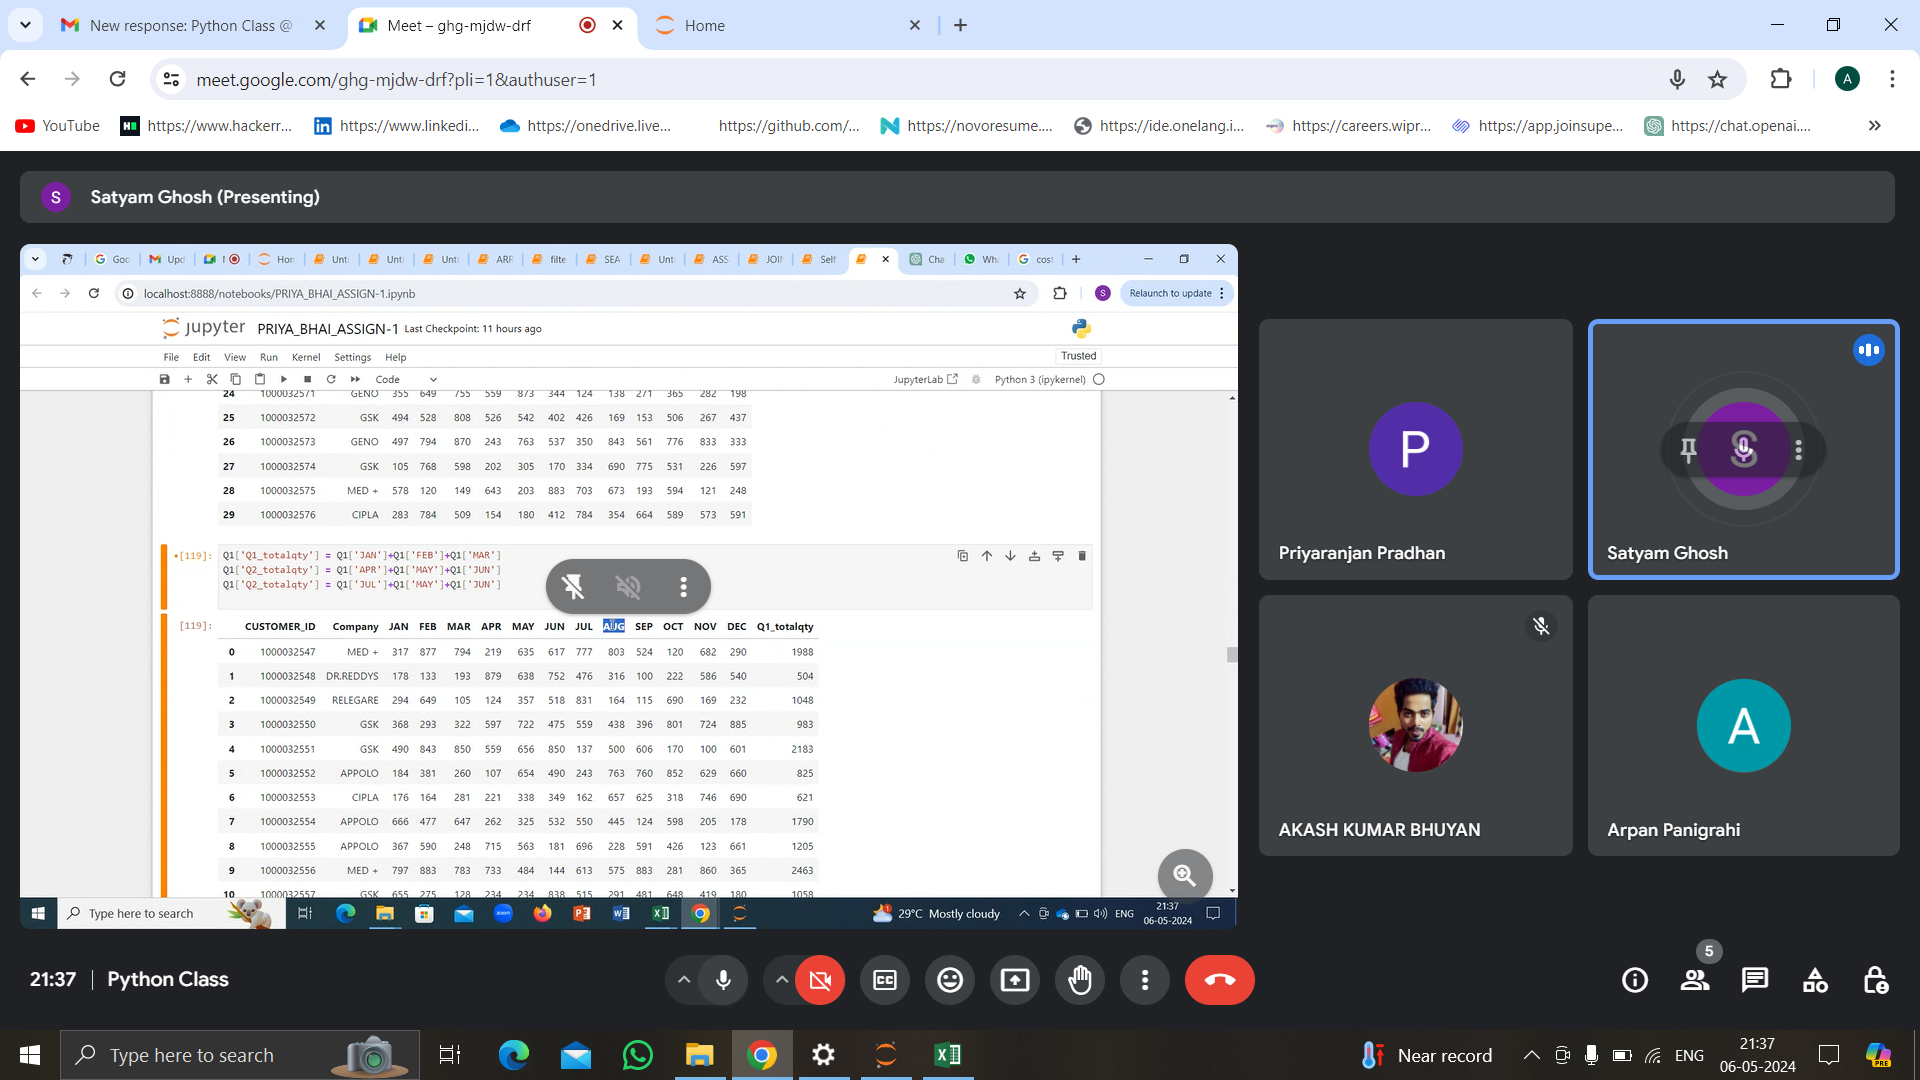 New response: Python Class @
Meet – ghg-mjdw-drf
Home
meet.google.com/ghg-mjdw-drf?pli=1&authuser=1
A
YouTube
https://www.hackerr...
https://www.linkedi...
https://onedrive.live...
https://github.com/...
https://novoresume....
https://ide.onelang.i...
https://careers.wipr...
https://app.joinsupe...
https://chat.openai....
S Satyam Ghosh (Presenting)
Goo Upd Hon Unti Unti Unti ARR filte SEA Unti ASS JOIN Self Cha Wha cost
localhost:8888/notebooks/PRIYA_BHAI_ASSIGN-1.ipynb
S Relaunch to update
jupyter PRIYA_BHAI_ASSIGN-1 Last Checkpoint: 11 hours ago
File Edit View Run Kernel Settings Help
Trusted
Code JupyterLab Python 3 (ipykernel)
24 1000032571 GENO 355 649 755 559 873 344 124 138 271 365 282 198
25 1000032572 GSK 494 528 808 526 542 402 426 169 153 506 267 437
26 1000032573 GENO 497 794 870 243 763 537 350 843 561 776 833 333
27 1000032574 GSK 105 768 598 202 305 170 334 690 775 531 226 597
28 1000032575 MED + 578 120 149 643 203 883 703 673 193 594 121 248
29 1000032576 CIPLA 283 784 509 154 180 412 784 354 664 589 573 591
•[119]: Q1['Q1_totalqty'] = Q1['JAN']+Q1['FEB']+Q1['MAR']
Q1['Q2_totalqty'] = Q1['APR']+Q1['MAY']+Q1['JUN']
Q1['Q2_totalqty'] = Q1['JUL']+Q1['MAY']+Q1['JUN']
[119]: CUSTOMER_ID Company JAN FEB MAR APR MAY JUN JUL AUG SEP OCT NOV DEC Q1_totalqty
0 1000032547 MED + 317 877 794 219 635 617 777 803 524 120 682 290 1988
1 1000032548 DR.REDDYS 178 133 193 879 638 752 476 316 100 222 586 540 504
2 1000032549 RELEGARE 294 649 105 124 357 518 831 164 115 690 169 232 1048
3 1000032550 GSK 368 293 322 597 722 475 559 438 396 801 724 885 983
4 1000032551 GSK 490 843 850 559 656 850 137 500 606 170 100 601 2183
5 1000032552 APPOLO 184 381 260 107 654 490 243 763 760 852 629 660 825
6 1000032553 CIPLA 176 164 281 221 338 349 162 657 625 318 746 690 621
7 1000032554 APPOLO 666 477 647 262 325 532 550 445 124 598 205 178 1790
8 1000032555 APPOLO 367 590 248 715 563 181 696 228 591 426 123 661 1205
9 1000032556 MED + 797 883 783 733 484 144 613 575 883 281 860 365 2463
10 1000032557 GSK 655 275 128 234 234 838 515 291 481 648 419 180 1058
Type here to search
29°C Mostly cloudy
ENG
21:37
06-05-2024
P
Priyaranjan Pradhan
S
Satyam Ghosh
AKASH KUMAR BHUYAN
A
Arpan Panigrahi
21:37 | Python Class
5
Type here to search
Near record
ENG
21:37
06-05-2024
PRE